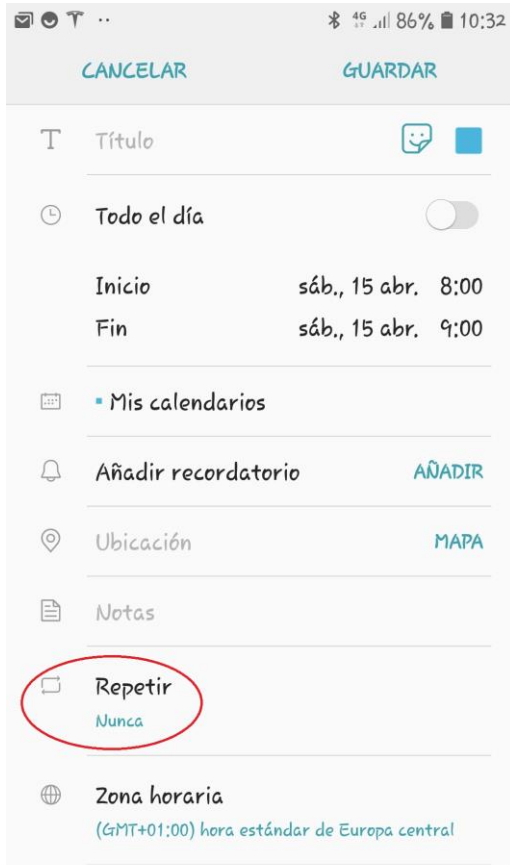 4G 86% 10:32
CANCELAR GUARDAR
Título
Todo el día
Inicio sáb., 15 abr. 8:00
Fin sáb., 15 abr. 9:00
Mis calendarios
Añadir recordatorio AÑADIR
Ubicación MAPA
Notas
Repetir
Nunca
Zona horaria
(GMT+01:00) hora estándar de Europa central